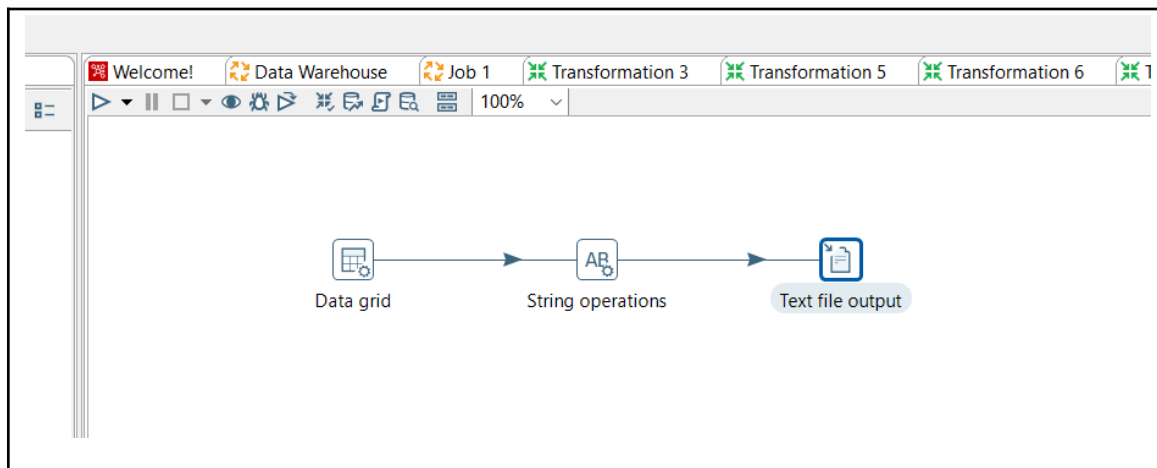 Welcome! Data Warehouse Job 1 Transformation 3 Transformation 5 Transformation 6
100%
Data grid String operations Text file output